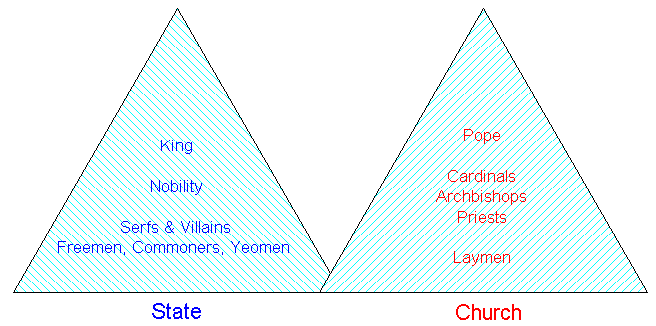 King
Nobility
Serfs & Villains
Freemen, Commoners, Yeomen
State
Pope
Cardinals
Archbishops
Priests
Laymen
Church